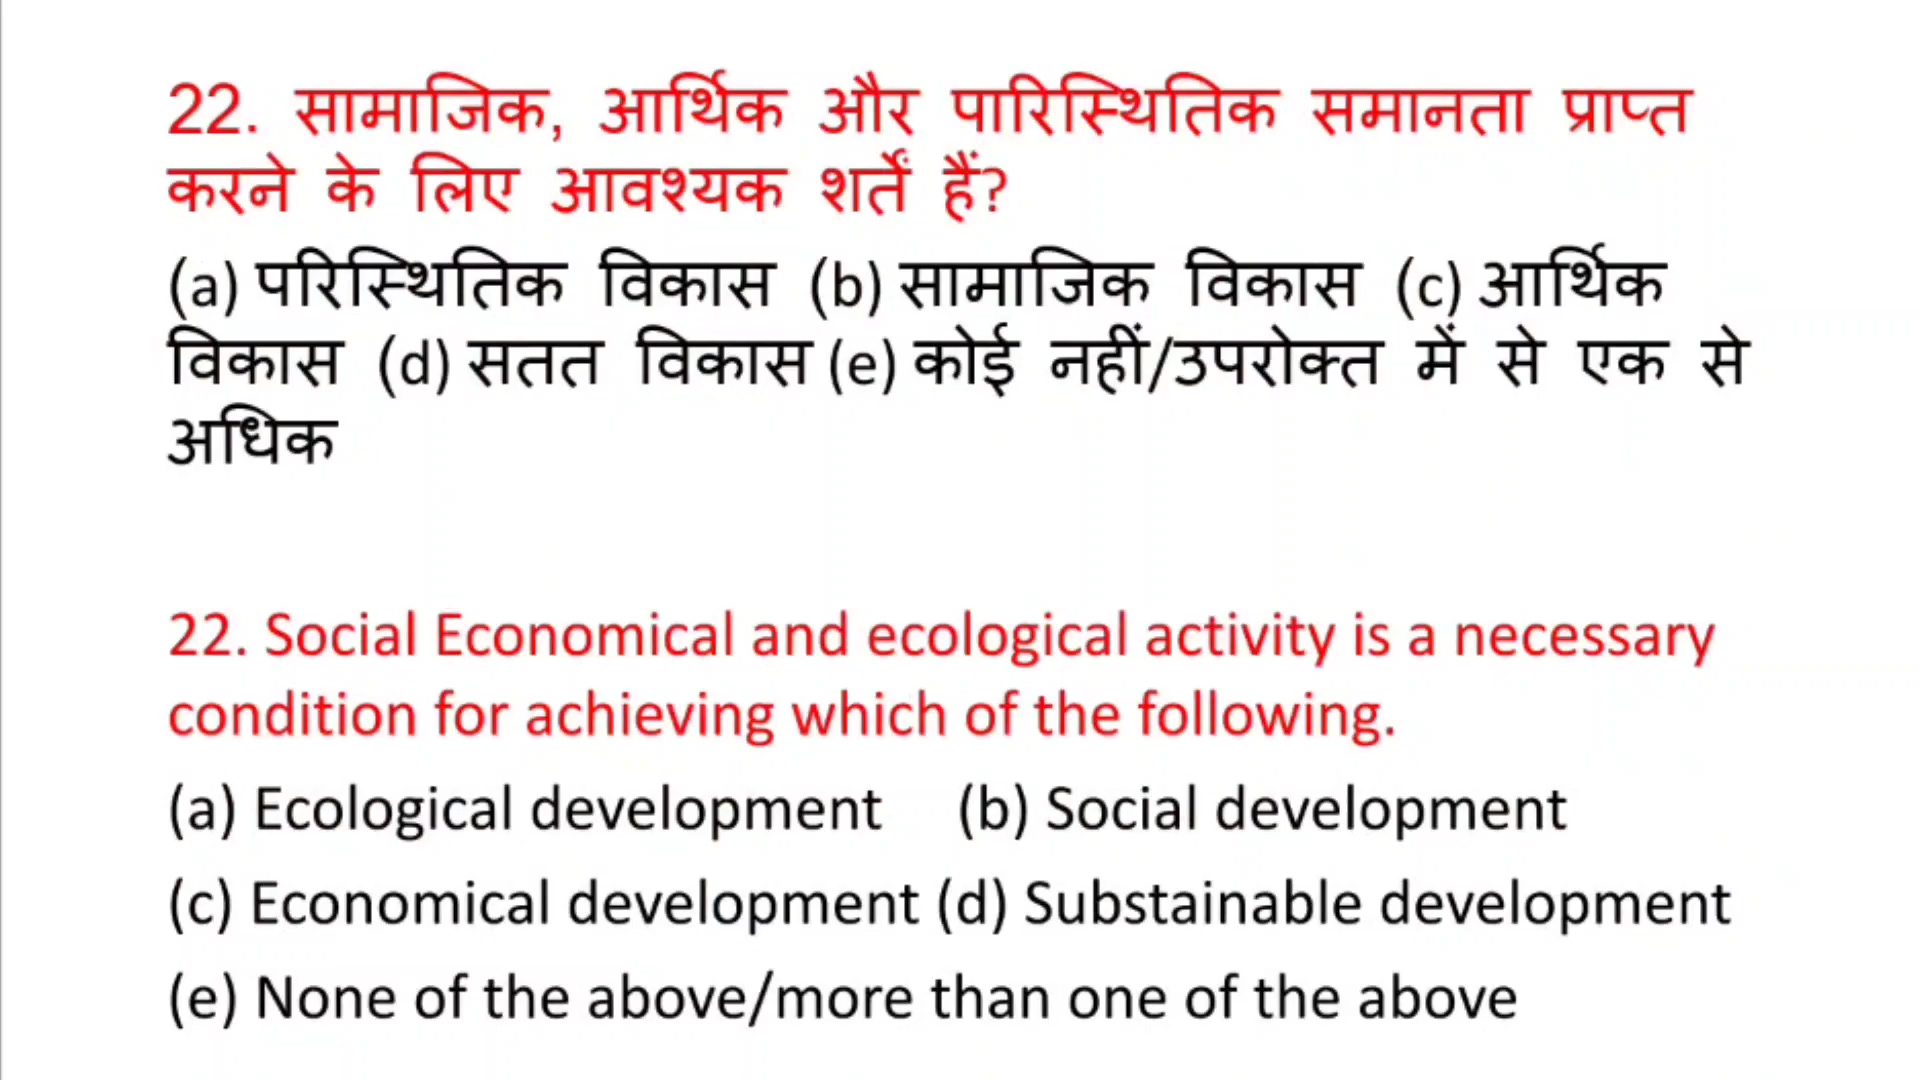 22. सामाजिक, आर्थिक और पारिस्थितिक समानता प्राप्त
करने के लिए आवश्यक शर्तें हैं?
(a) परिस्थितिक विकास (b) सामाजिक विकास (c) आर्थिक
विकास (d) सतत विकास (e) कोई नहीं/उपरोक्त में से एक से
अधिक
22. Social Economical and ecological activity is a necessary
condition for achieving which of the following.
(a) Ecological development (b) Social development
(c) Economical development (d) Substainable development
(e) None of the above/more than one of the above